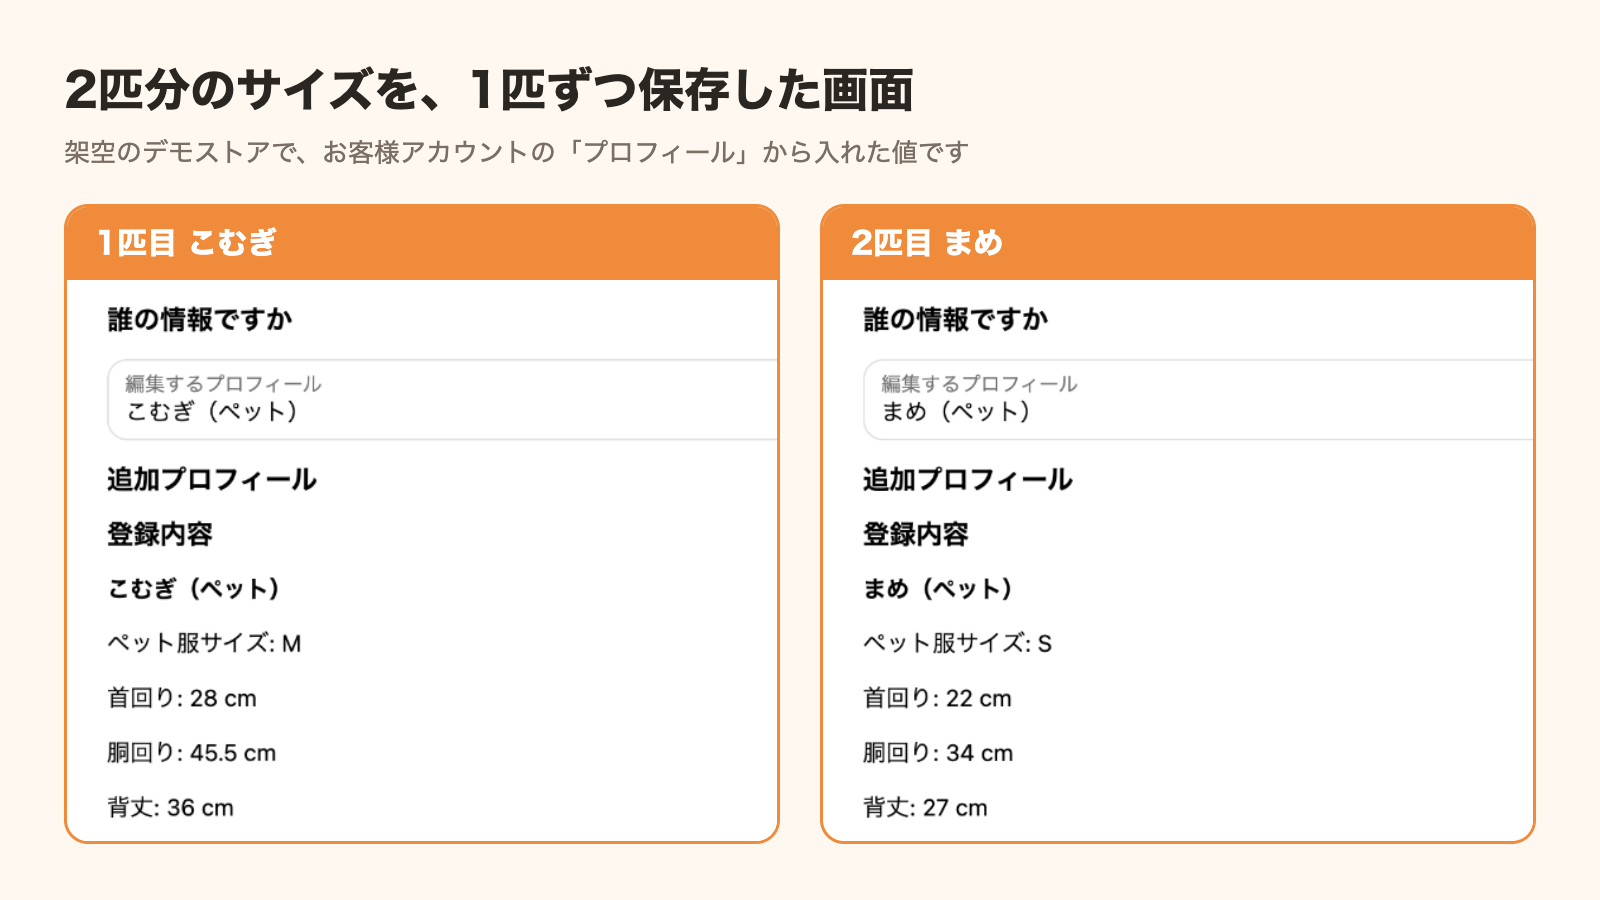 2匹分のサイズを、1匹ずつ保存した画面
架空のデモストアで、お客様アカウントの「プロフィール」から入れた値です
1匹目 こむぎ
誰の情報ですか
編集するプロフィール
こむぎ（ペット）
追加プロフィール
登録内容
こむぎ（ペット）
ペット服サイズ: M
首回り: 28 cm
胴回り: 45.5 cm
背丈: 36 cm
2匹目 まめ
誰の情報ですか
編集するプロフィール
まめ（ペット）
追加プロフィール
登録内容
まめ（ペット）
ペット服サイズ: S
首回り: 22 cm
胴回り: 34 cm
背丈: 27 cm